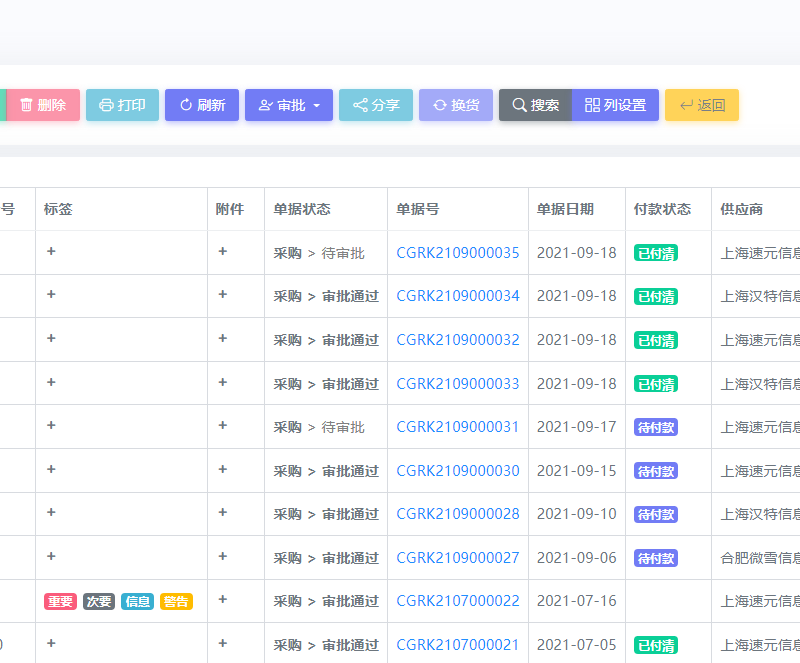 删除 打印 刷新 审批 分享 换货 搜索 列设置 返回
号 标签 附件 单据状态 单据号 单据日期 付款状态 供应商
+ + 采购 > 待审批 CGRK2109000035 2021-09-18 已付清 上海速元信息
+ + 采购 > 审批通过 CGRK2109000034 2021-09-18 已付清 上海汉特信息
+ + 采购 > 审批通过 CGRK2109000032 2021-09-18 已付清 上海速元信息
+ + 采购 > 审批通过 CGRK2109000033 2021-09-18 已付清 上海汉特信息
+ + 采购 > 待审批 CGRK2109000031 2021-09-17 待付款 上海速元信息
+ + 采购 > 审批通过 CGRK2109000030 2021-09-15 待付款 上海速元信息
+ + 采购 > 审批通过 CGRK2109000028 2021-09-10 待付款 上海汉特信息
+ + 采购 > 审批通过 CGRK2109000027 2021-09-06 待付款 合肥微雪信息
重要 次要 信息 警告 + 采购 > 审批通过 CGRK2107000022 2021-07-16 上海速元信息
+ + 采购 > 审批通过 CGRK2107000021 2021-07-05 已付清 上海速元信息